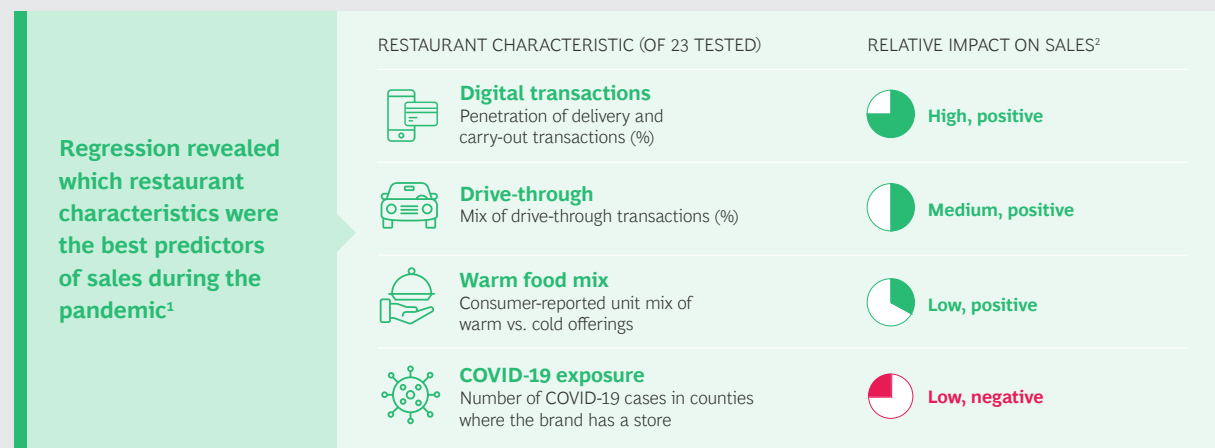 Regression revealed
which restaurant
characteristics were
the best predictors
of sales during the
pandemic¹
RESTAURANT CHARACTERISTIC (OF 23 TESTED)
RELATIVE IMPACT ON SALES²
Digital transactions
Penetration of delivery and
carry-out transactions (%)
High, positive
Drive-through
Mix of drive-through transactions (%)
Medium, positive
Warm food mix
Consumer-reported unit mix of
warm vs. cold offerings
Low, positive
COVID-19 exposure
Number of COVID-19 cases in counties
where the brand has a store
Low, negative